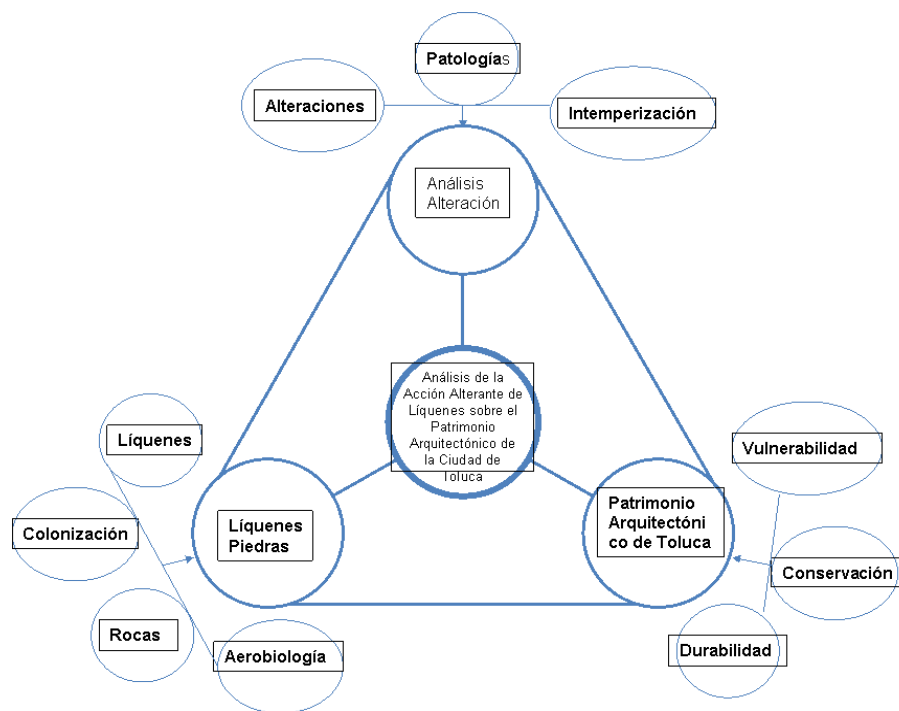 Patologías
Alteraciones
Intemperización
Análisis
Alteración
Análisis de la
Acción Alterante de
Líquenes sobre el
Patrimonio
Arquitectónico de
la Ciudad de
Toluca
Líquenes
Colonización
Rocas
Aerobiología
Líquenes
Piedras
Patrimonio
Arquitectóni
co de Toluca
Vulnerabilidad
Conservación
Durabilidad